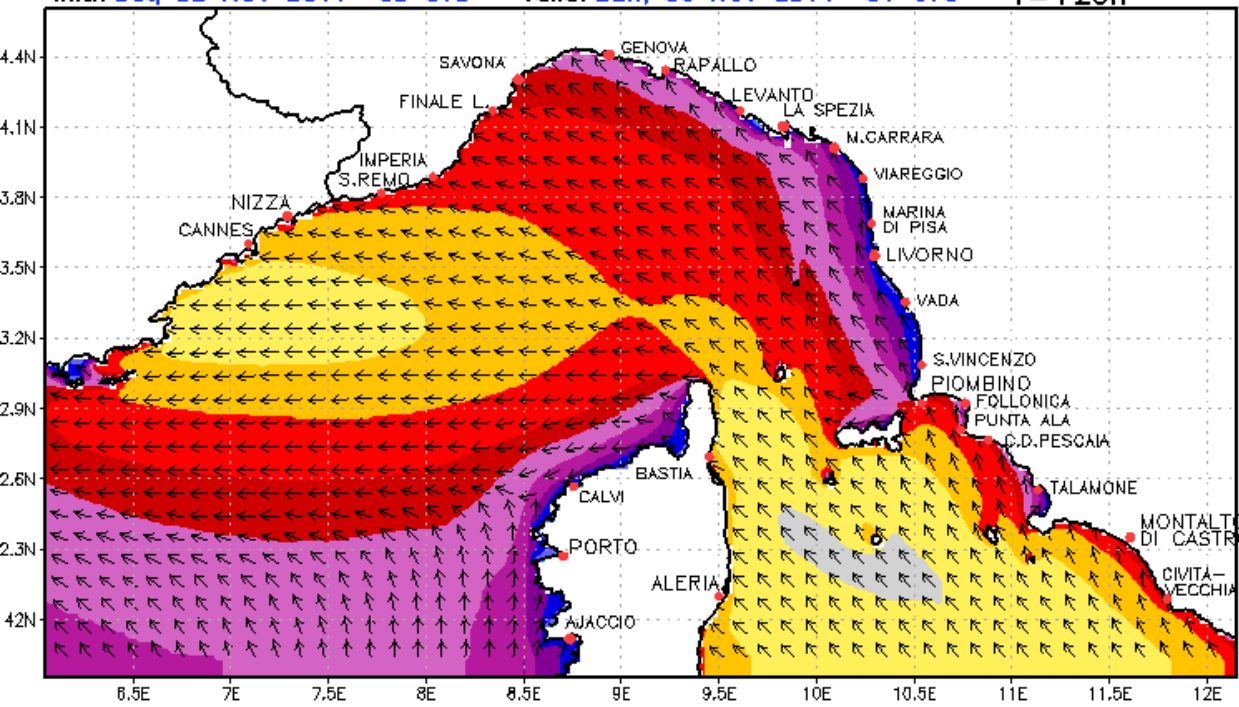 4.4N
GENOVA
SAVONA
RAPALLO
FINALE L.
LEVANTO
LA SPEZIA
4.1N
M.CARRARA
IMPERIA
S.REMO
VIAREGGIO
3.8N
NIZZA
MARINA
DI PISA
CANNES
LIVORNO
3.5N
VADA
3.2N
S.VINCENZO
PIOMBINO
FOLLONICA
2.9N
PUNTA ALA
C.D.PESCAIA
BASTIA
2.6N
CALVI
TALAMONE
MONTALTO
DI CASTR
2.3N
PORTO
CIVITÀ-
VECCHIA
ALERIA
42N
AJACCIO
6.5E 7E 7.5E 8E 8.5E 9E 9.5E 10E 10.5E 11E 11.5E 12E